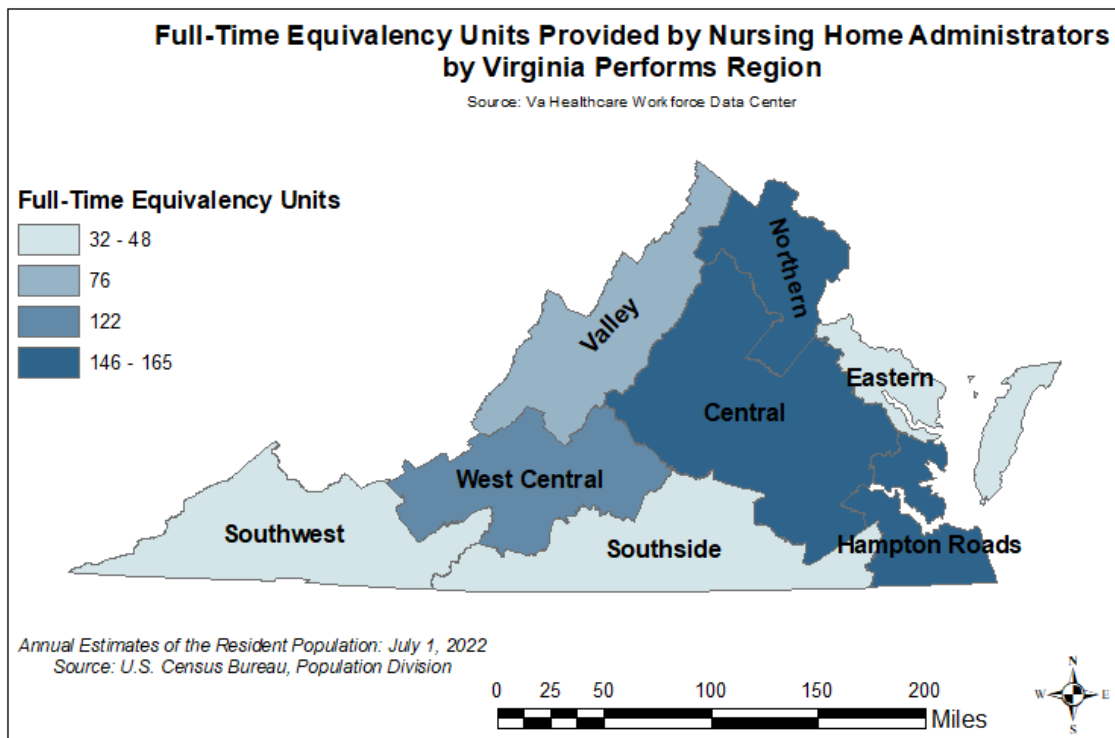 Full-Time Equivalency Units Provided by Nursing Home Administrators
by Virginia Performs Region
Source: Va Healthcare Workforce Data Center
Full-Time Equivalency Units
32 - 48
76
122
146 - 165
Northern
Valley
Eastern
Central
West Central
Southwest
Southside
Hampton Roads
Annual Estimates of the Resident Population: July 1, 2022
Source: U.S. Census Bureau, Population Division
0 25 50 100 150 200
Miles
N
W E
S